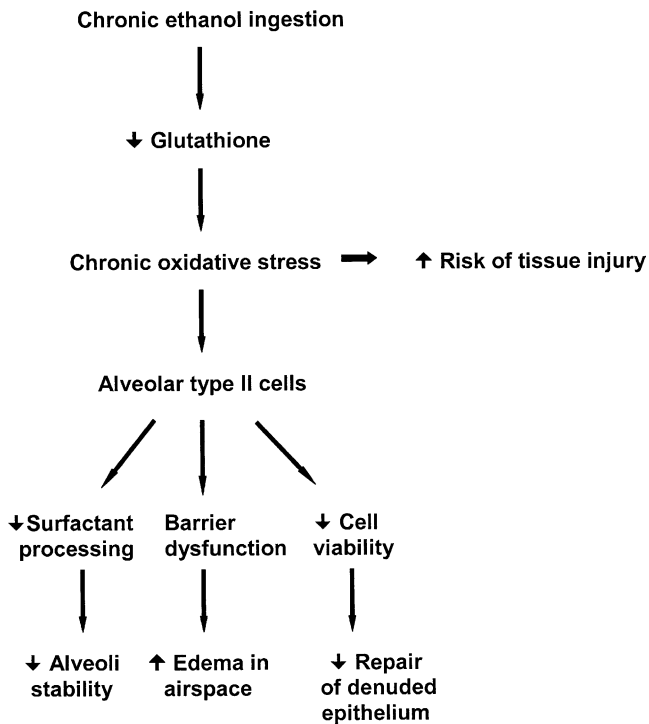 Chronic ethanol ingestion
↓ Glutathione
Chronic oxidative stress
↑ Risk of tissue injury
Alveolar type II cells
↓Surfactant
processing
Barrier
dysfunction
↓ Cell
viability
↓ Alveoli
stability
↑ Edema in
airspace
↓ Repair
of denuded
epithelium